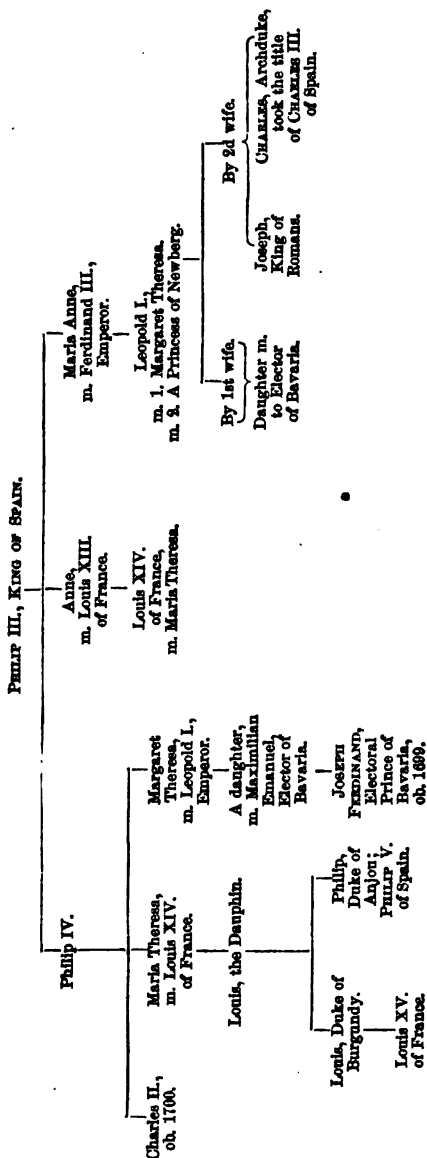 PHILIP III., KING OF SPAIN.
Philip IV.
Anne,
m. Louis XIII.
of France.
Maria Anne,
m. Ferdinand III.,
Emperor.
Charles II.,
ob. 1700.
Maria Theresa,
m. Louis XIV.
of France.
Margaret
Theresa,
m. Leopold I.,
Emperor.
Louis XIV.
of France,
m. Maria Theresa.
Leopold I.,
m. 1. Margaret Theresa.
m. 2. A Princess of Newberg.
Louis, the Dauphin.
A daughter,
m. Maximilian
Emanuel,
Elector of
Bavaria.
By 1st wife.
By 2d wife.
Daughter m.
to Elector
of Bavaria.
Joseph,
King of
Romans.
CHARLES, Archduke,
took the title
of CHARLES III.
of Spain.
Louis, Duke of
Burgundy.
Philip,
Duke of
Anjou;
PHILIP V.
of Spain.
JOSEPH
FERDINAND,
Electoral
Prince of
Bavaria,
ob. 1699.
Louis XV.
of France.